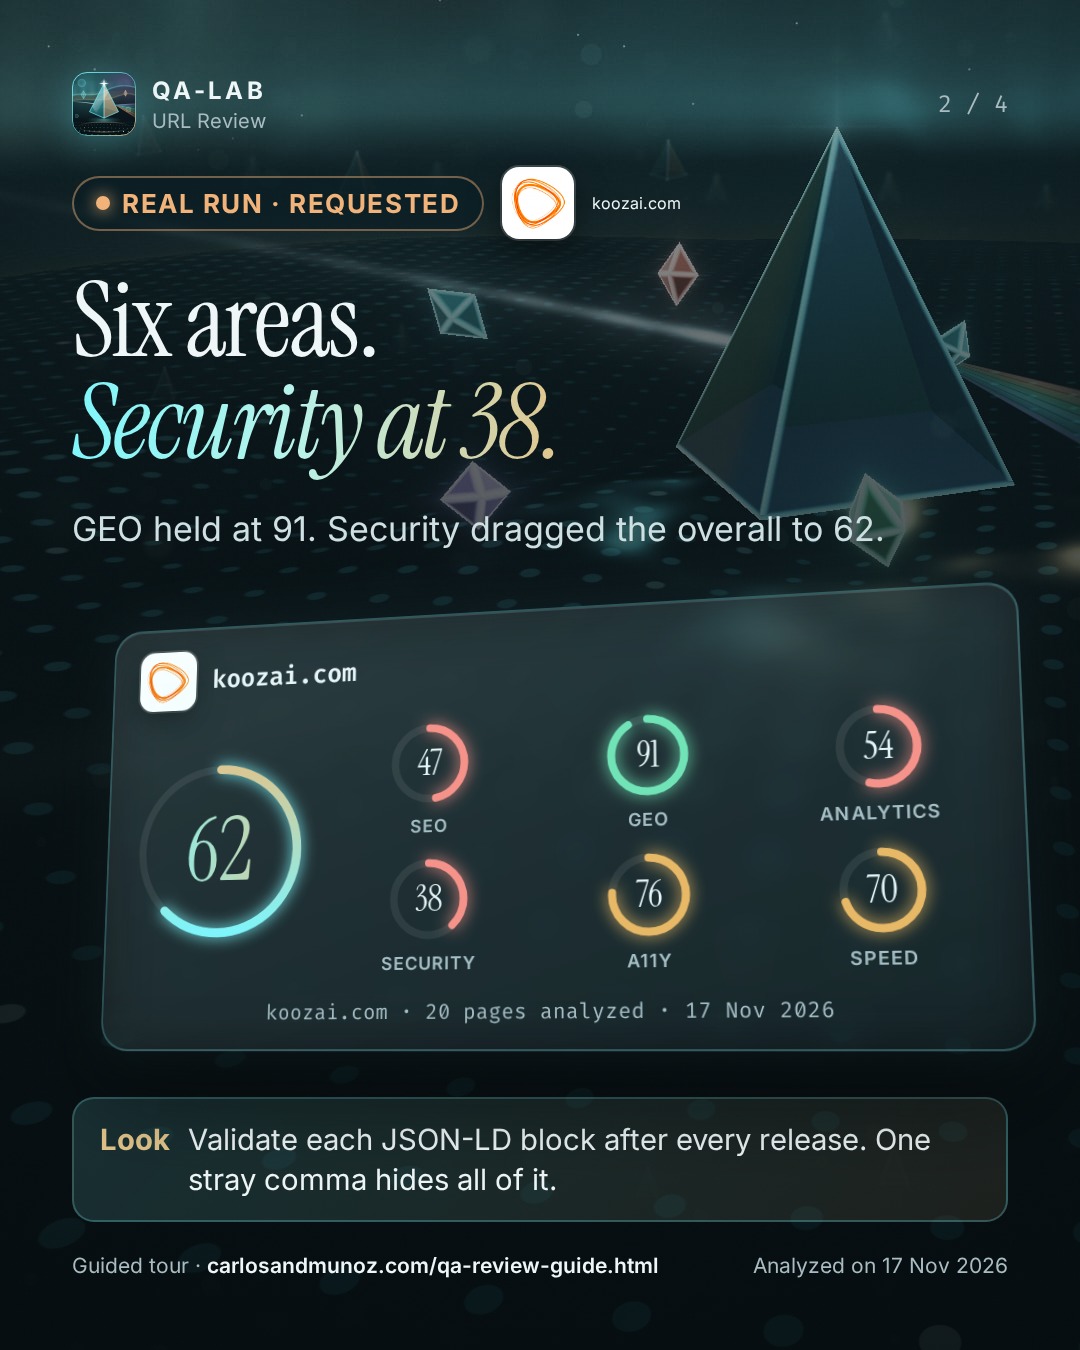 QA-LAB
URL Review
2 / 4
REAL RUN · REQUESTED
koozai.com
Six areas.
Security at 38.
GEO held at 91. Security dragged the overall to 62.
koozai.com
62
47
SEO
91
GEO
54
ANALYTICS
38
SECURITY
76
A11Y
70
SPEED
koozai.com · 20 pages analyzed · 17 Nov 2026
Look Validate each JSON-LD block after every release. One
stray comma hides all of it.
Guided tour · carlosandmunoz.com/qa-review-guide.html
Analyzed on 17 Nov 2026